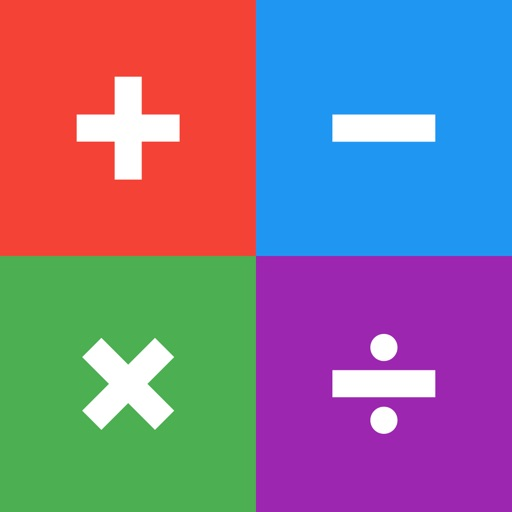 + −
× ÷